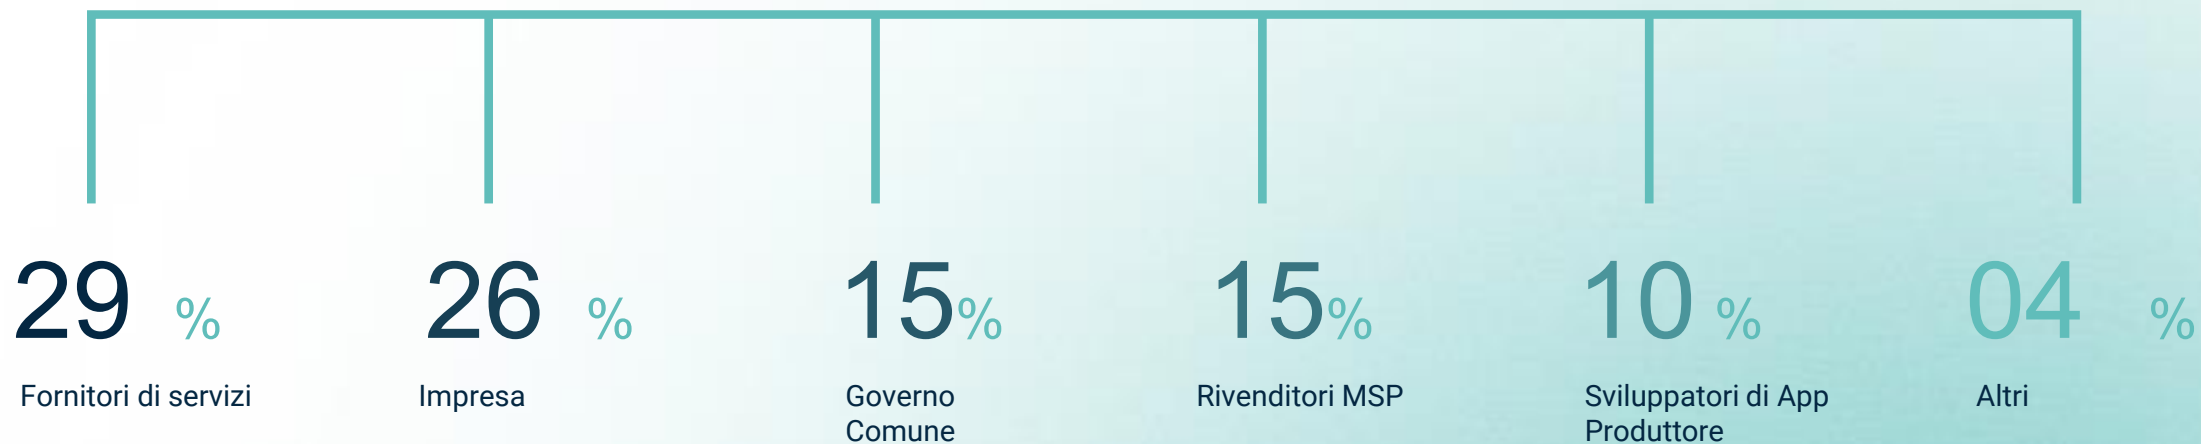 29 %
Fornitori di servizi
26 %
Impresa
15%
Governo
Comune
15%
Rivenditori MSP
10 %
Sviluppatori di App
Produttore
04 %
Altri